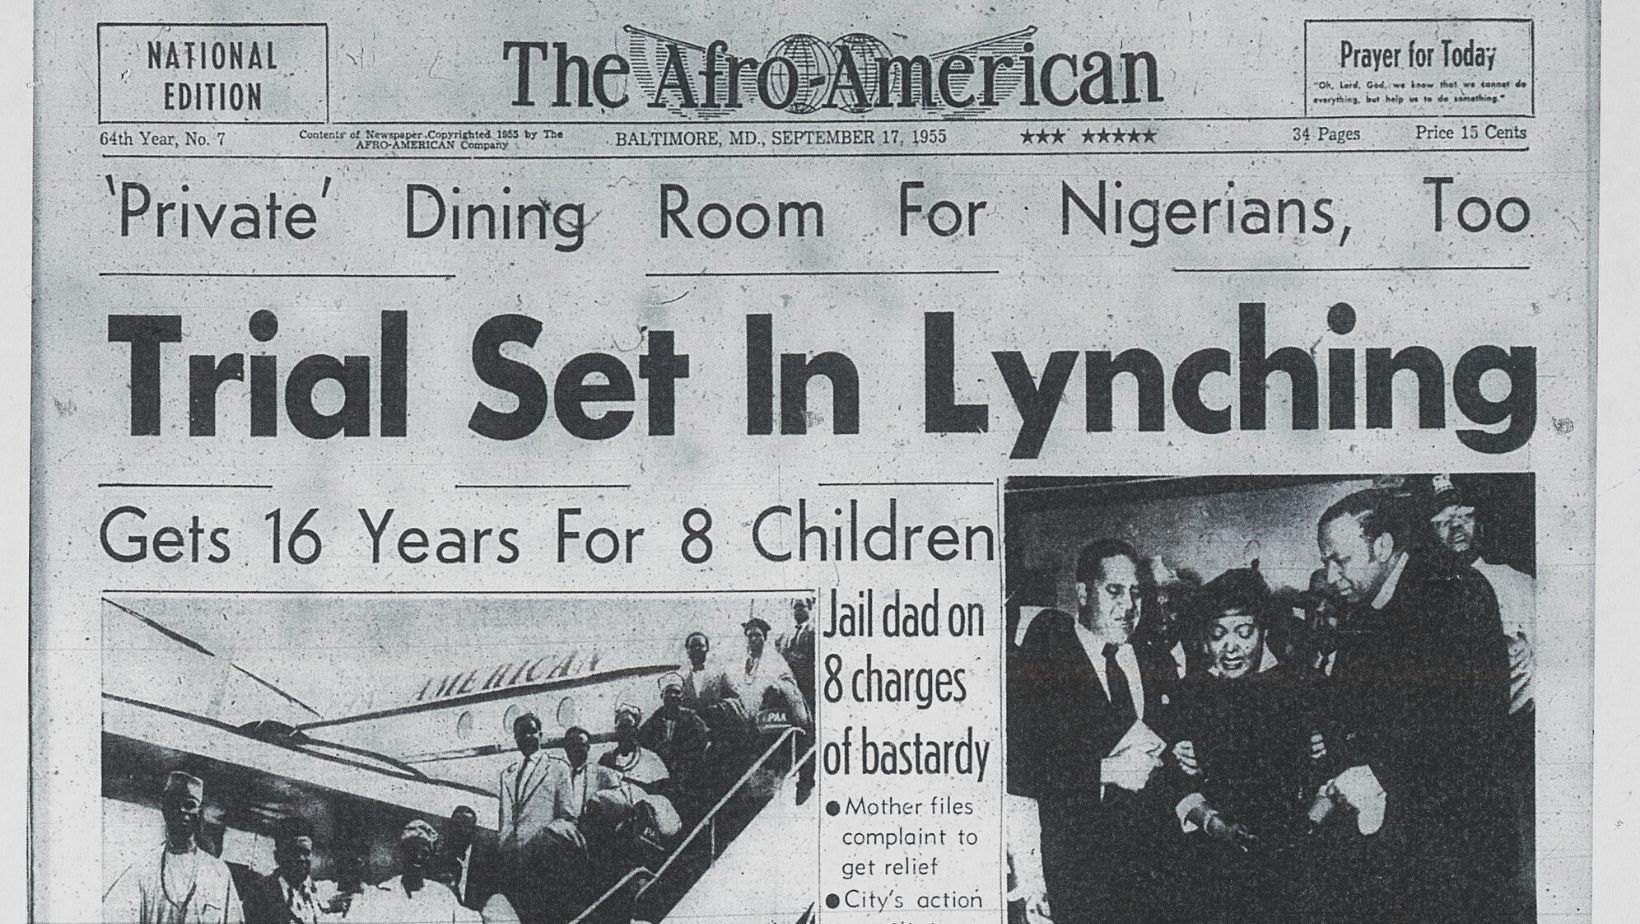 NATIONAL
EDITION
The Afro-American
Prayer for Today
"Oh, Lord, God, we know that we cannot do
everything, but help us to do something."
64th Year, No. 7
Contents of Newspaper Copyrighted 1955 by The
AFRO-AMERICAN Company
BALTIMORE, MD., SEPTEMBER 17, 1955
★★★ ★★★★★
34 Pages
Price 15 Cents
'Private' Dining Room For Nigerians, Too
Trial Set In Lynching
Gets 16 Years For 8 Children
AMERICAN
PAA
Jail dad on
8 charges
of bastardy
● Mother files
complaint to
get relief
● City's action